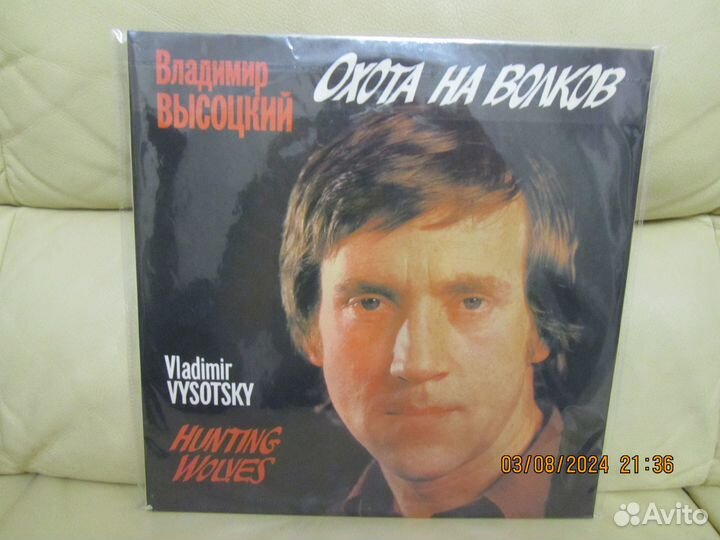 Владимир
ВЫСОЦКИЙ
ОХОТА НА ВОЛКОВ
Vladimir
VYSOTSKY
HUNTING
WOLVES
03/08/2024 21:36
Avito